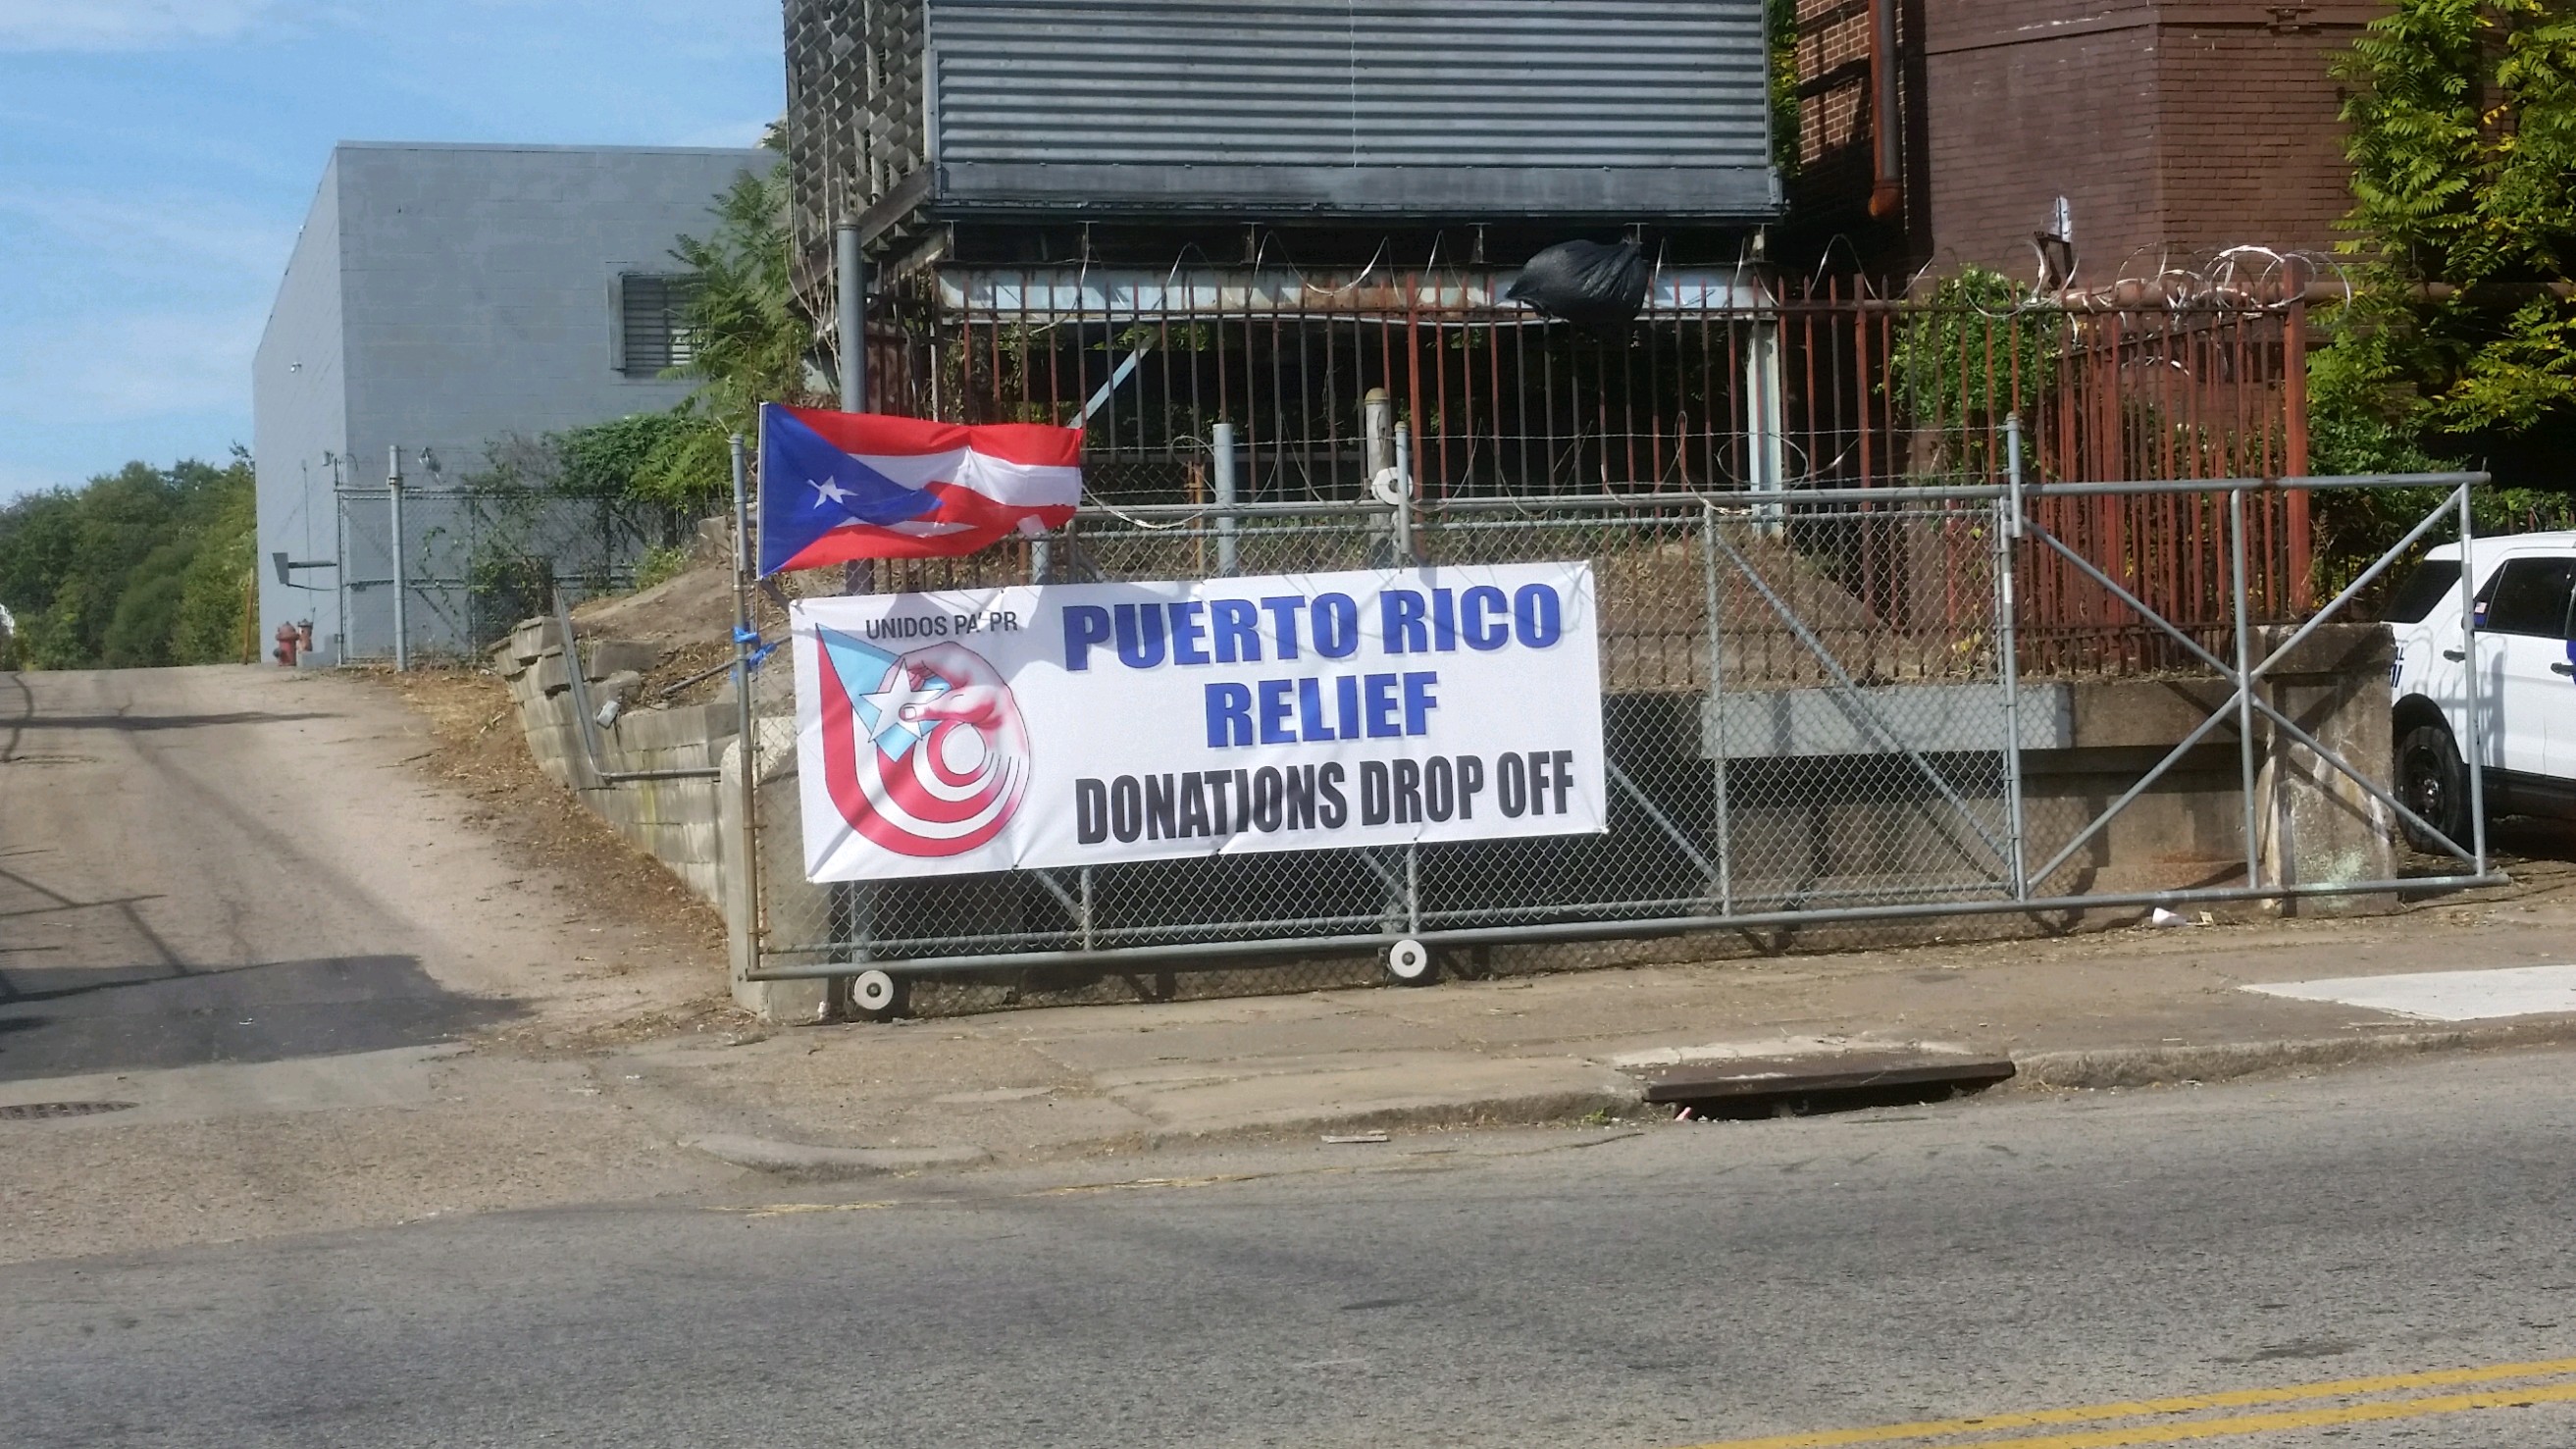 UNIDOS PA' PR
PUERTO RICO
RELIEF
DONATIONS DROP OFF